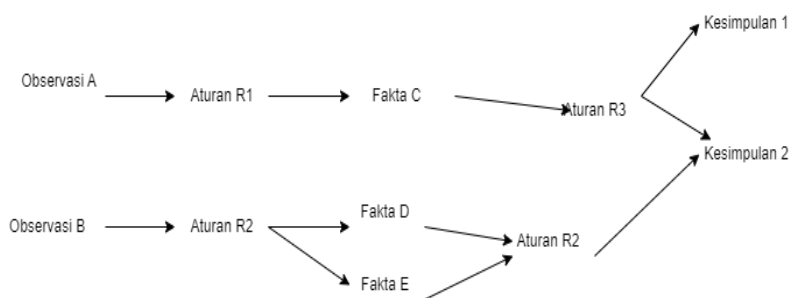 Kesimpulan 1
Observasi A
Aturan R1
Fakta C
Aturan R3
Kesimpulan 2
Observasi B
Aturan R2
Fakta D
Aturan R2
Fakta E